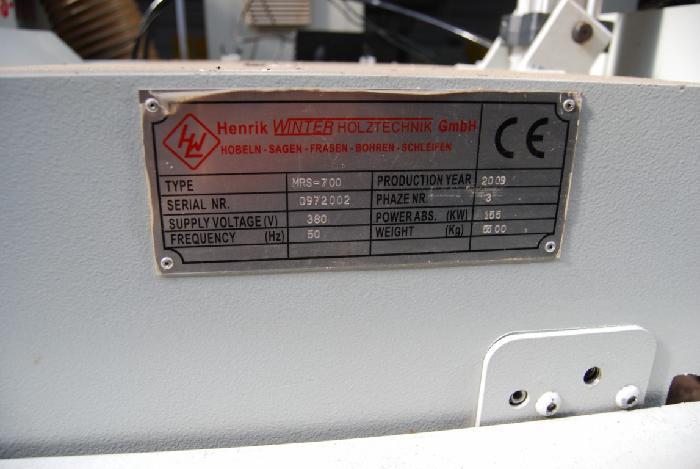 HW
Henrik WINTER HOLZTECHNIK GmbH
HOBELN - SAGEN - FRASEN - BOHREN - SCHLEIFEN
CE
TYPE MRS-700 PRODUCTION YEAR 2009
SERIAL NR. 0972002 PHAZE NR. 3
SUPPLY VOLTAGE (V) 380 POWER ABS. (KW)
FREQUENCY (Hz) 50 WEIGHT (Kg)